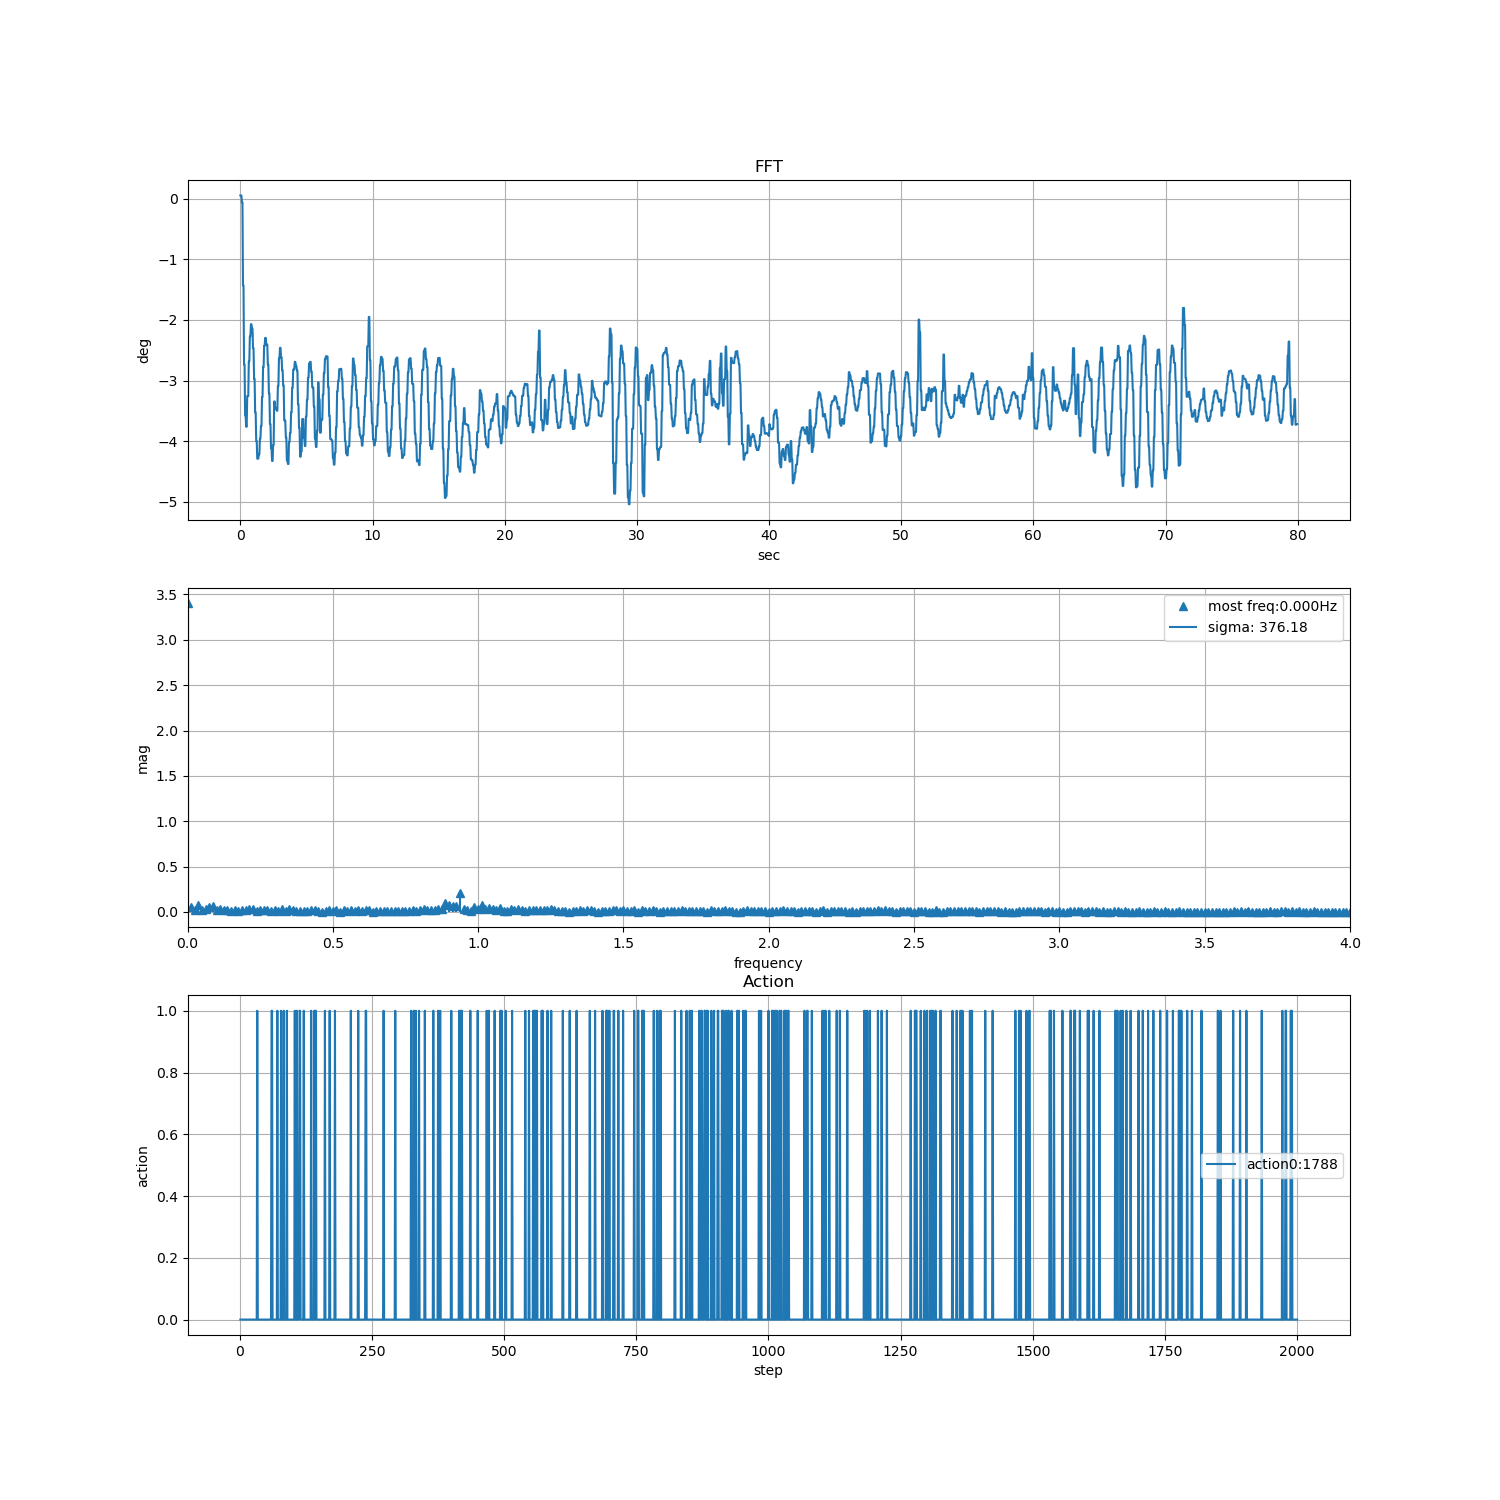 FFT
0
−1
−2
−3
−4
−5
deg
0 10 20 30 40 50 60 70 80
sec
3.5
3.0
2.5
2.0
1.5
1.0
0.5
0.0
mag
most freq:0.000Hz
sigma: 376.18
0.0 0.5 1.0 1.5 2.0 2.5 3.0 3.5 4.0
frequency
Action
1.0
0.8
0.6
0.4
0.2
0.0
action
action0:1788
0 250 500 750 1000 1250 1500 1750 2000
step